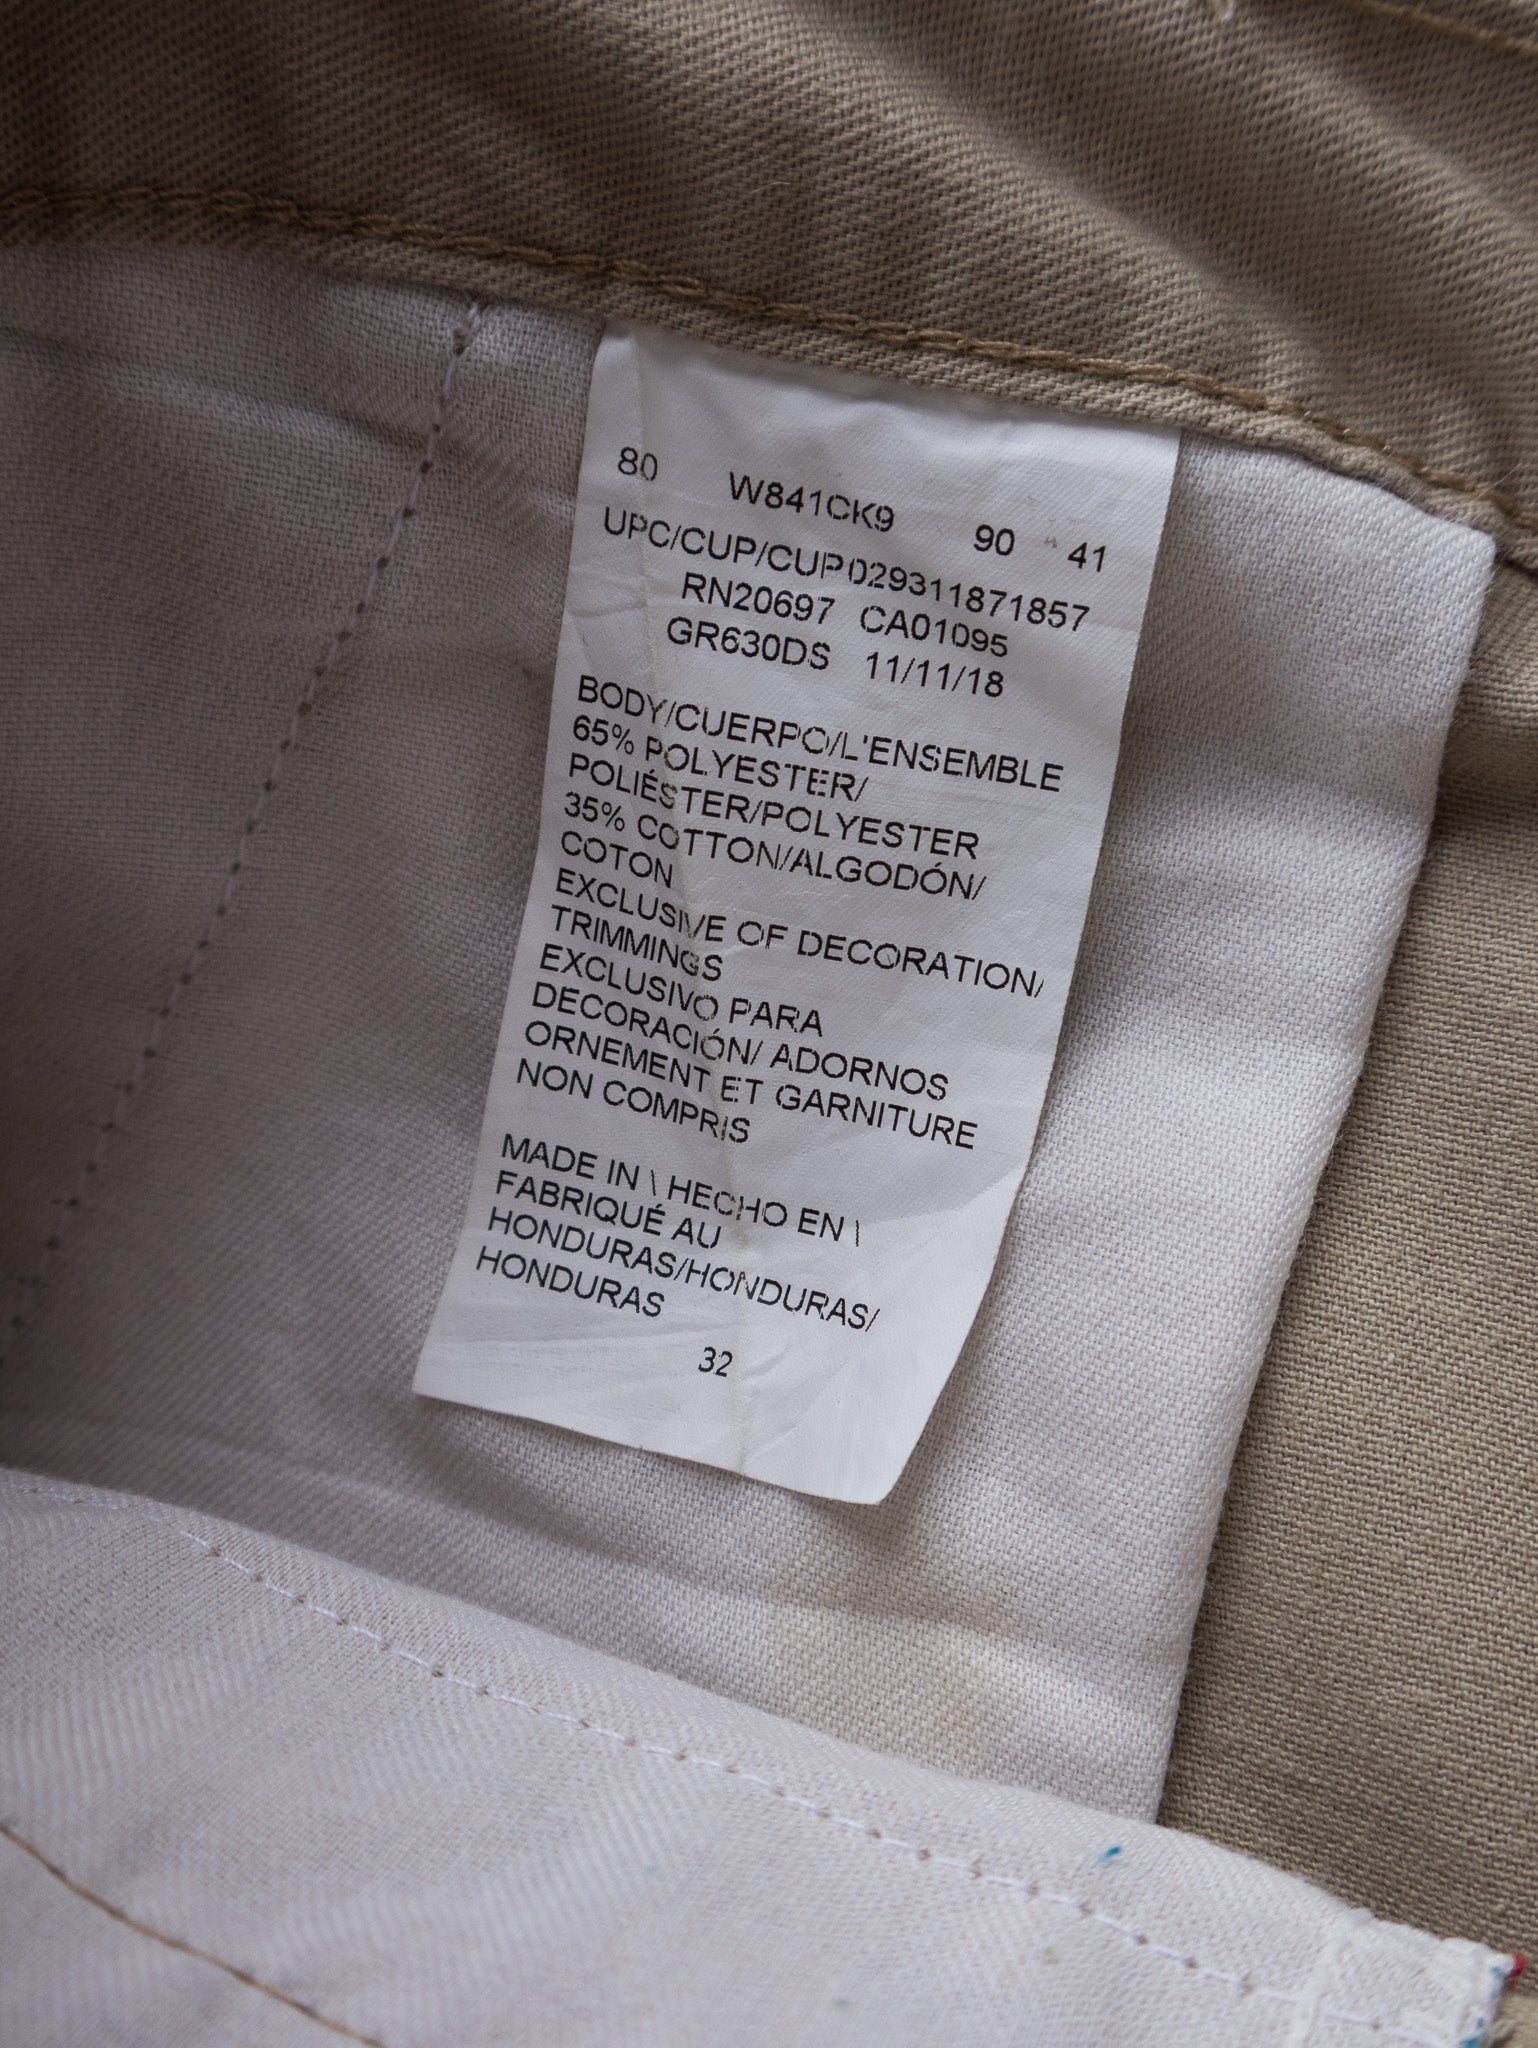 80 W841CK9 90 41
UPC/CUP/CUP029311871857
RN20697 CA01095
GR630DS 11/11/18
BODY/CUERPO/L'ENSEMBLE
65% POLYESTER/
POLIÉSTER/POLYESTER
35% COTTON/ALGODÓN/
COTON
EXCLUSIVE OF DECORATION/
TRIMMINGS
EXCLUSIVO PARA
DECORACIÓN/ ADORNOS
ORNEMENT ET GARNITURE
NON COMPRIS
MADE IN \ HECHO EN \
FABRIQUÉ AU
HONDURAS/HONDURAS/
HONDURAS
32